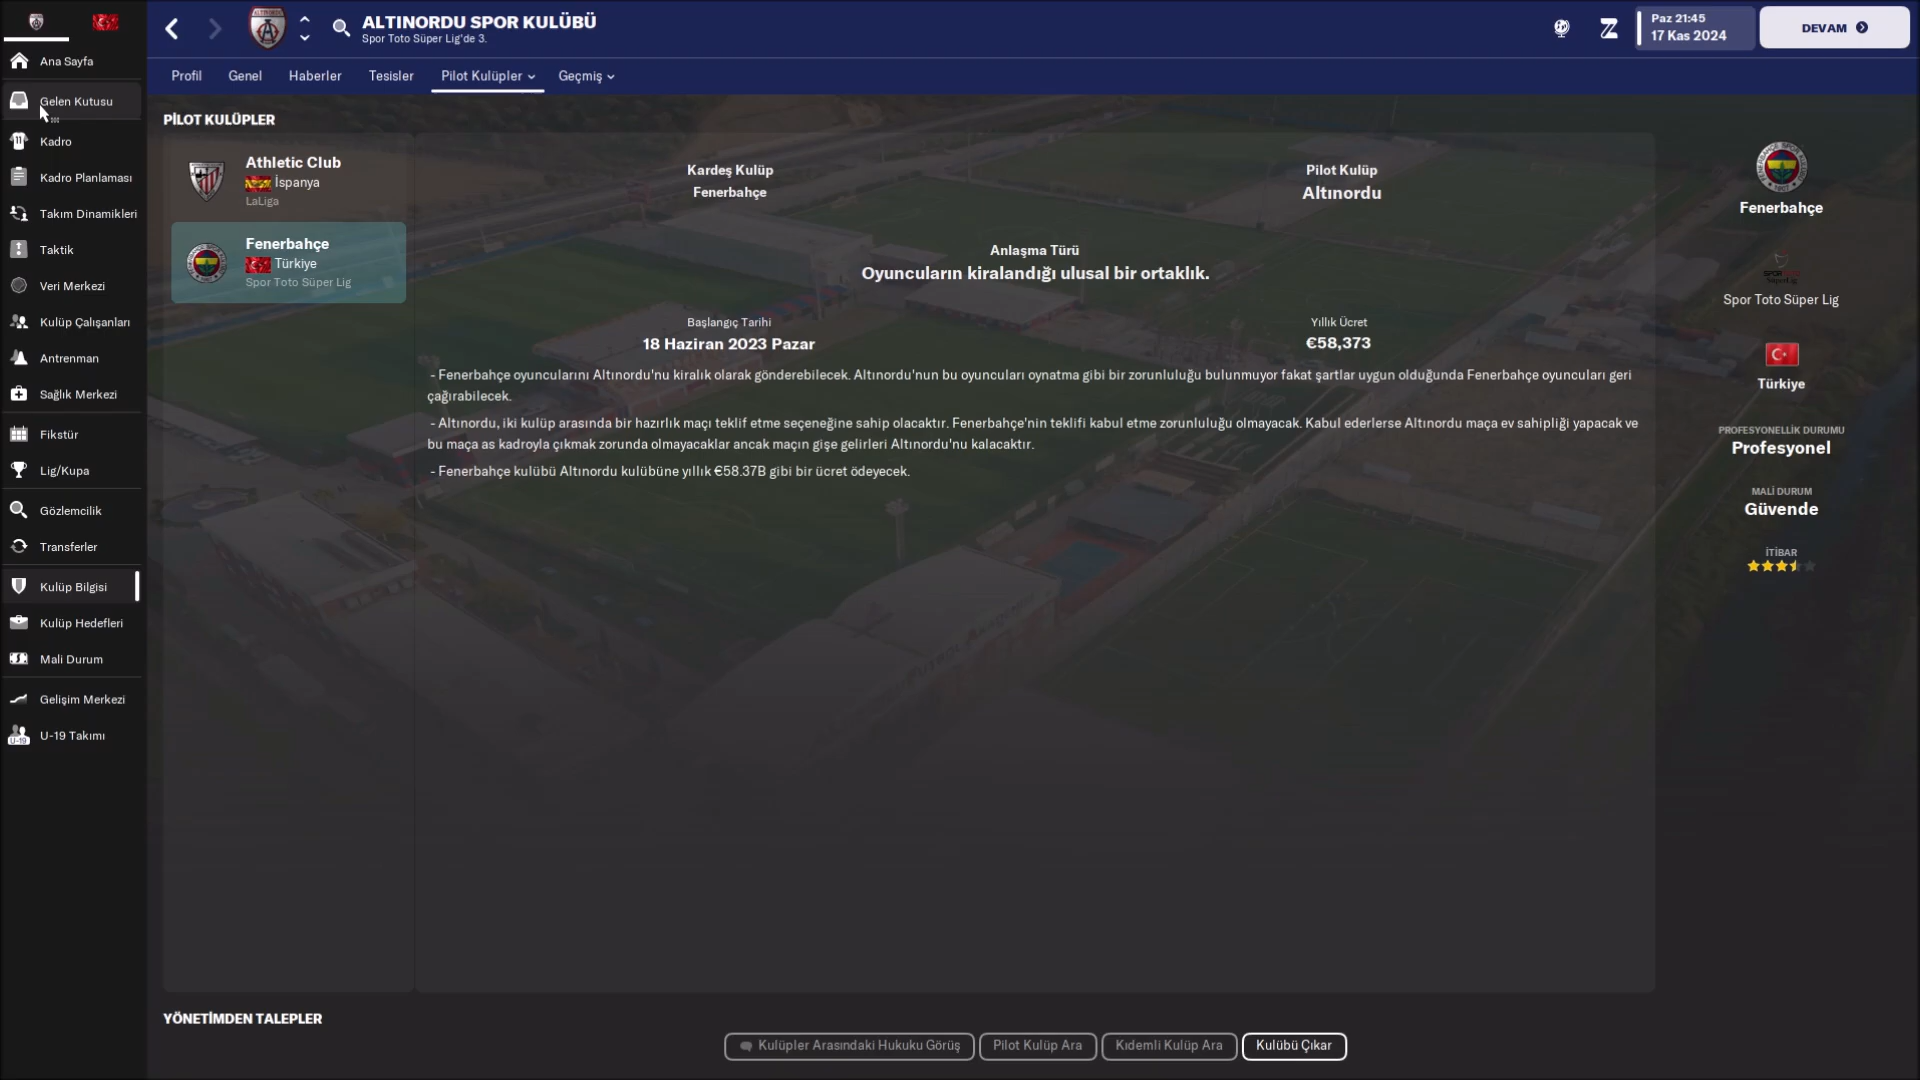 ALTINORDU SPOR KULÜBÜ
Spor Toto Süper Lig'de 3.
Paz 21:45
17 Kas 2024
DEVAM
Profil
Genel
Haberler
Tesisler
Pilot Kulüpler
Geçmiş
Ana Sayfa
Gelen Kutusu
Kadro
Kadro Planlaması
Takım Dinamikleri
Taktik
Veri Merkezi
Kulüp Çalışanları
Antrenman
Sağlık Merkezi
Fikstür
Lig/Kupa
Gözlemcilik
Transferler
Kulüp Bilgisi
Kulüp Hedefleri
Mali Durum
Gelişim Merkezi
U-19 Takımı
PİLOT KULÜPLER
Athletic Club
İspanya
LaLiga
Fenerbahçe
Türkiye
Spor Toto Süper Lig
Kardeş Kulüp
Fenerbahçe
Pilot Kulüp
Altınordu
Anlaşma Türü
Oyuncuların kiralandığı ulusal bir ortaklık.
Başlangıç Tarihi
18 Haziran 2023 Pazar
Yıllık Ücret
€58,373
- Fenerbahçe oyuncularını Altınordu'nu kiralık olarak gönderebilecek. Altınordu'nun bu oyuncuları oynatma gibi bir zorunluluğu bulunmuyor fakat şartlar uygun olduğunda Fenerbahçe oyuncuları geri
çağırabilecek.
- Altınordu, iki kulüp arasında bir hazırlık maçı teklif etme seçeneğine sahip olacaktır. Fenerbahçe'nin teklifi kabul etme zorunluluğu olmayacak. Kabul ederlerse Altınordu maça ev sahipliği yapacak ve
bu maça as kadroyla çıkmak zorunda olmayacaklar ancak maçın gişe gelirleri Altınordu'nu kalacaktır.
- Fenerbahçe kulübü Altınordu kulübüne yıllık €58.37B gibi bir ücret ödeyecek.
Fenerbahçe
Spor Toto Süper Lig
Türkiye
PROFESYONELLİK DURUMU
Profesyonel
MALİ DURUM
Güvende
İTİBAR
YÖNETİMDEN TALEPLER
Kulüpler Arasındaki Hukuku Görüş
Pilot Kulüp Ara
Kıdemli Kulüp Ara
Kulübü Çıkar